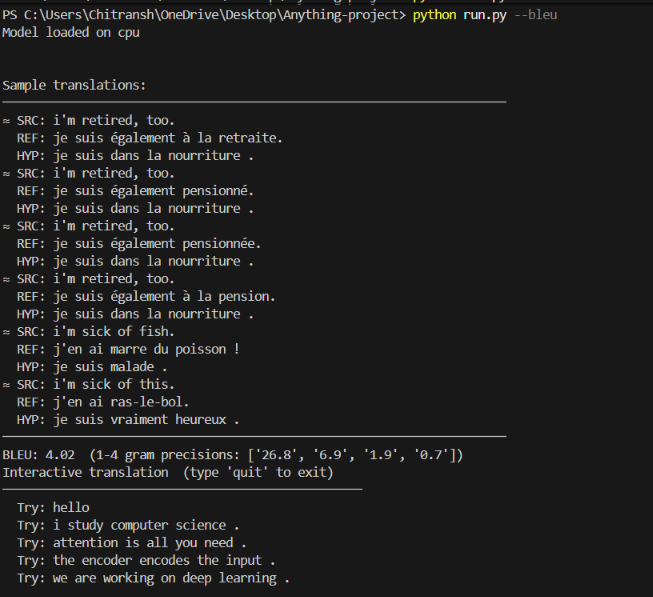 PS C:\Users\Chitransh\OneDrive\Desktop\Anything-project> python run.py --bleu
Model loaded on cpu
Sample translations:
≈ SRC: i'm retired, too.
REF: je suis également à la retraite.
HYP: je suis dans la nourriture .
≈ SRC: i'm retired, too.
REF: je suis également pensionné.
HYP: je suis dans la nourriture .
≈ SRC: i'm retired, too.
REF: je suis également pensionnée.
HYP: je suis dans la nourriture .
≈ SRC: i'm retired, too.
REF: je suis également à la pension.
HYP: je suis dans la nourriture .
≈ SRC: i'm sick of fish.
REF: j'en ai marre du poisson !
HYP: je suis malade .
≈ SRC: i'm sick of this.
REF: j'en ai ras-le-bol.
HYP: je suis vraiment heureux .
BLEU: 4.02  (1-4 gram precisions: ['26.8', '6.9', '1.9', '0.7'])
Interactive translation  (type 'quit' to exit)
Try: hello
Try: i study computer science .
Try: attention is all you need .
Try: the encoder encodes the input .
Try: we are working on deep learning .